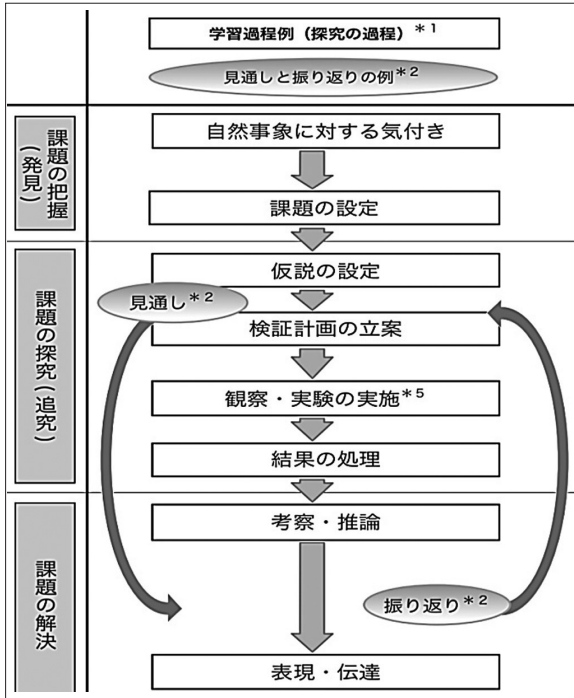 学習過程例(探究の過程)*1
見通しと振り返りの例*2
課題の把握
(発見)
自然事象に対する気付き
課題の設定
課題の探究(追究)
仮説の設定
見通し*2
検証計画の立案
観察・実験の実施*5
結果の処理
課題の解決
考察・推論
振り返り*2
表現・伝達